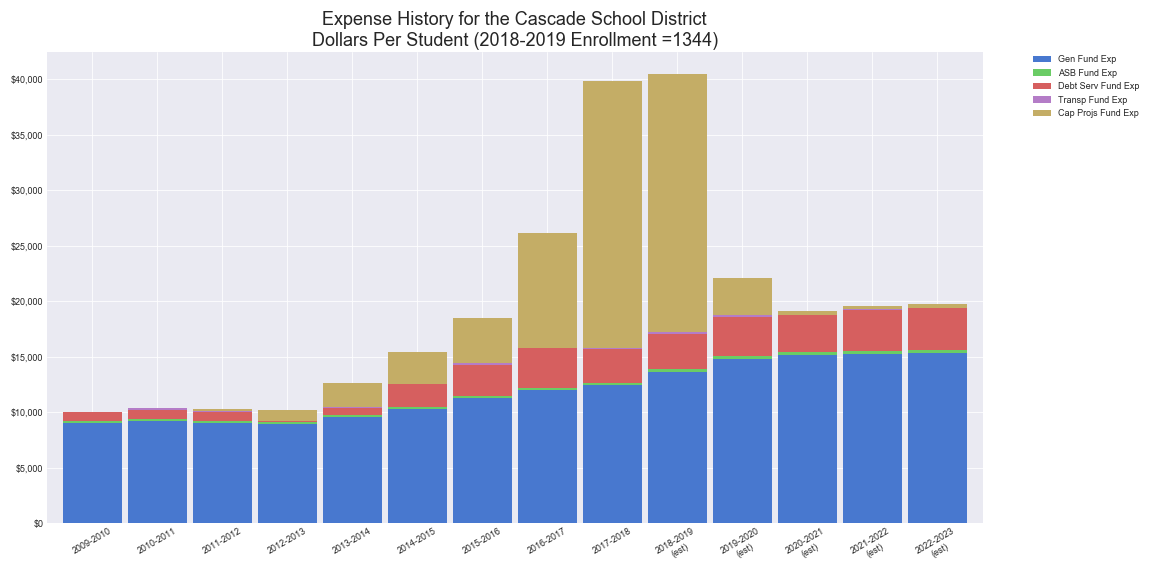 Expense History for the Cascade School District
Dollars Per Student (2018-2019 Enrollment =1344)
Gen Fund Exp
ASB Fund Exp
Debt Serv Fund Exp
Transp Fund Exp
Cap Projs Fund Exp
$40,000
$35,000
$30,000
$25,000
$20,000
$15,000
$10,000
$5,000
$0
2009-2010
2010-2011
2011-2012
2012-2013
2013-2014
2014-2015
2015-2016
2016-2017
2017-2018
2018-2019
(est)
2019-2020
(est)
2020-2021
(est)
2021-2022
(est)
2022-2023
(est)